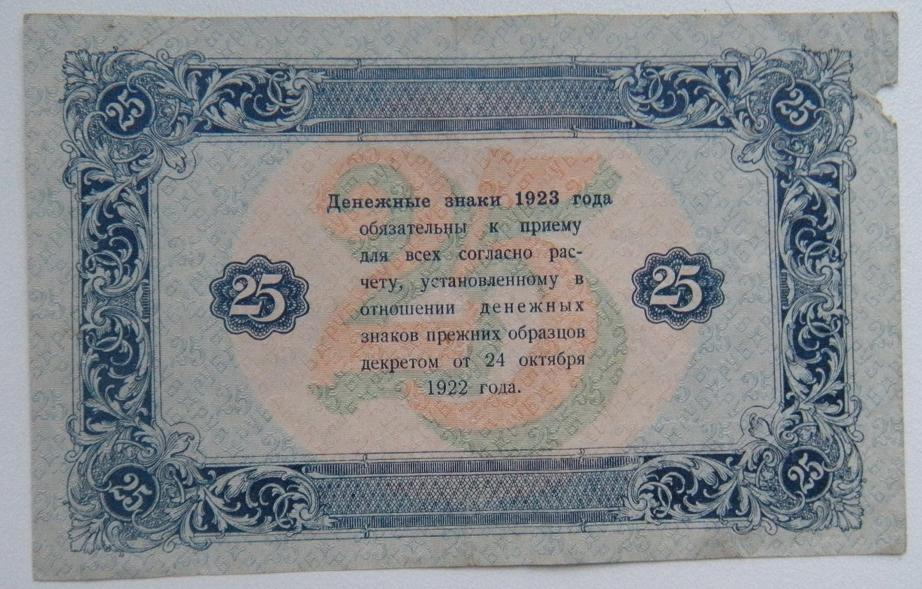 25 25
Денежные знаки 1923 года
обязательны к приему
для всех согласно рас-
чету, установленному в
отношении денежных
знаков прежних образцов
декретом от 24 октября
1922 года.
25 25
25
25 25